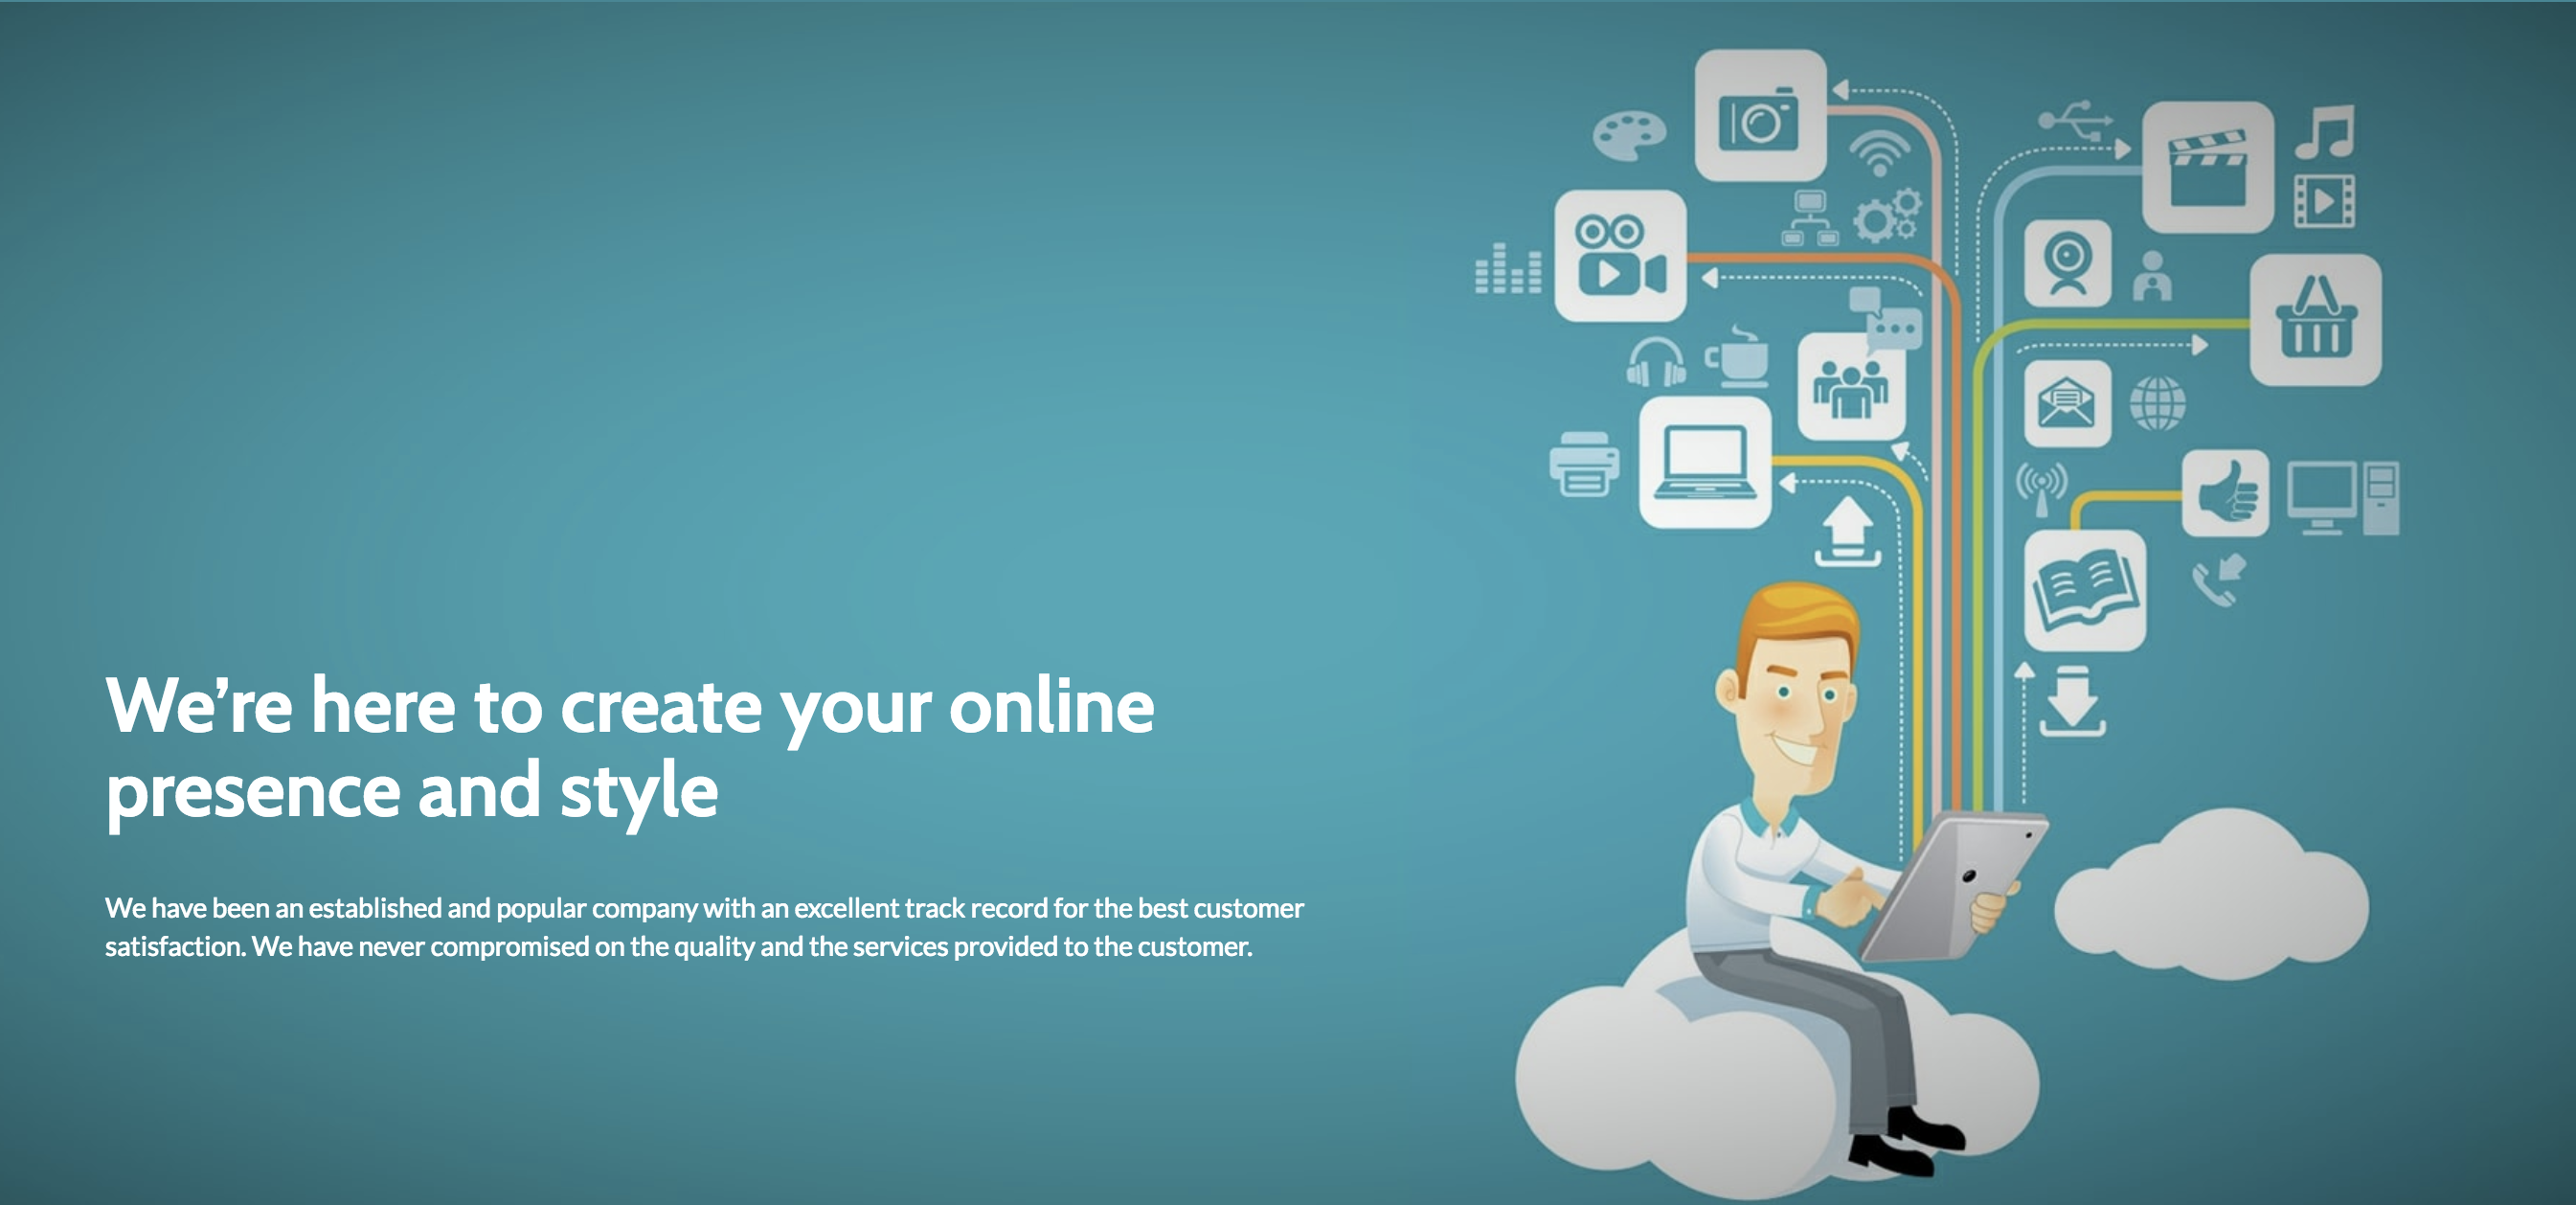 We’re here to create your online
presence and style
We have been an established and popular company with an excellent track record for the best customer
satisfaction. We have never compromised on the quality and the services provided to the customer.